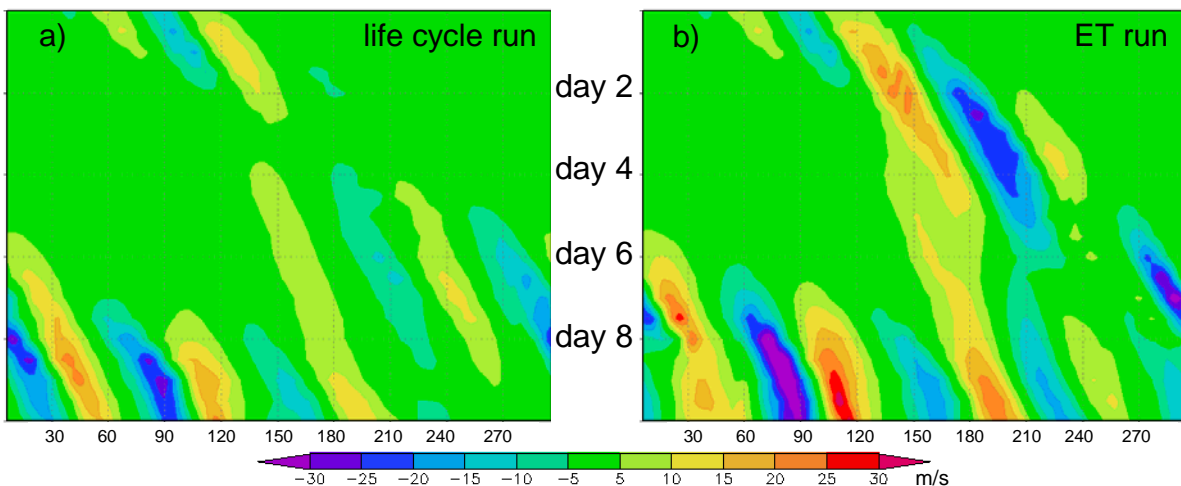 a) life cycle run b) ET run
day 2
day 4
day 6
day 8
30 60 90 120 150 180 210 240 270 30 60 90 120 150 180 210 240 270
−30 −25 −20 −15 −10 −5 5 10 15 20 25 30 m/s